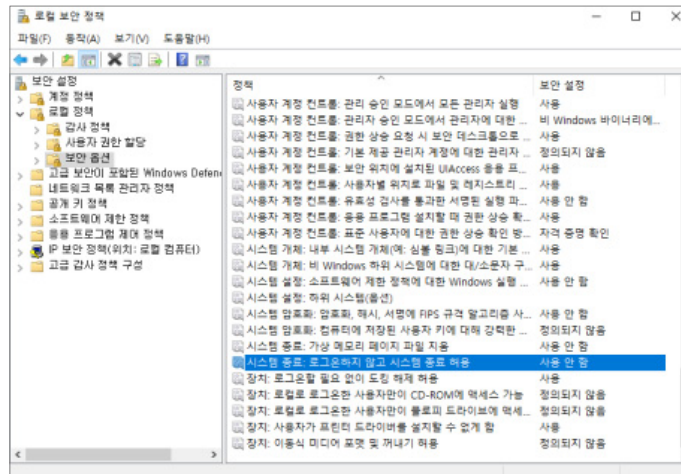 로컬 보안 정책
파일(F) 동작(A) 보기(V) 도움말(H)
보안 설정
계정 정책
로컬 정책
감사 정책
사용자 권한 할당
보안 옵션
고급 보안이 포함된 Windows Defen
네트워크 목록 관리자 정책
공개 키 정책
소프트웨어 제한 정책
응용 프로그램 제어 정책
IP 보안 정책(위치: 로컬 컴퓨터)
고급 감사 정책 구성
정책 보안 설정
사용자 계정 컨트롤: 관리 승인 모드에서 모든 관리자 실행 사용
사용자 계정 컨트롤: 관리자 승인 모드에서 관리자에 대한 ... 비 Windows 바이너리에...
사용자 계정 컨트롤: 권한 상승 요청 시 보안 데스크톱으로 ... 사용
사용자 계정 컨트롤: 기본 제공 관리자 계정에 대한 관리자 ... 정의되지 않음
사용자 계정 컨트롤: 보안 위치에 설치된 UIAccess 응용 프... 사용
사용자 계정 컨트롤: 사용자별 위치로 파일 및 레지스트리 ... 사용
사용자 계정 컨트롤: 유효성 검사를 통과한 서명된 실행 파... 사용 안 함
사용자 계정 컨트롤: 응용 프로그램 설치할 때 권한 상승 확... 사용
사용자 계정 컨트롤: 표준 사용자에 대한 권한 상승 확인 방... 자격 증명 확인
시스템 개체: 내부 시스템 개체(예: 심볼 링크)에 대한 기본 ... 사용
시스템 개체: 비 Windows 하위 시스템에 대한 대/소문자 구... 사용
시스템 설정: 소프트웨어 제한 정책에 대한 Windows 실행 ... 사용 안 함
시스템 설정: 하위 시스템(옵션)
시스템 암호화: 암호화, 해시, 서명에 FIPS 규격 알고리즘 사... 사용 안 함
시스템 암호화: 컴퓨터에 저장된 사용자 키에 대해 강력한 ... 정의되지 않음
시스템 종료: 가상 메모리 페이지 파일 지움 사용 안 함
시스템 종료: 로그온하지 않고 시스템 종료 허용 사용 안 함
장치: 로그온할 필요 없이 도킹 해제 허용 사용
장치: 로컬로 로그온한 사용자만이 CD-ROM에 액세스 가능 정의되지 않음
장치: 로컬로 로그온한 사용자만이 플로피 드라이브에 액세... 정의되지 않음
장치: 사용자가 프린터 드라이버를 설치할 수 없게 함 사용
장치: 이동식 미디어 포맷 및 꺼내기 허용 정의되지 않음